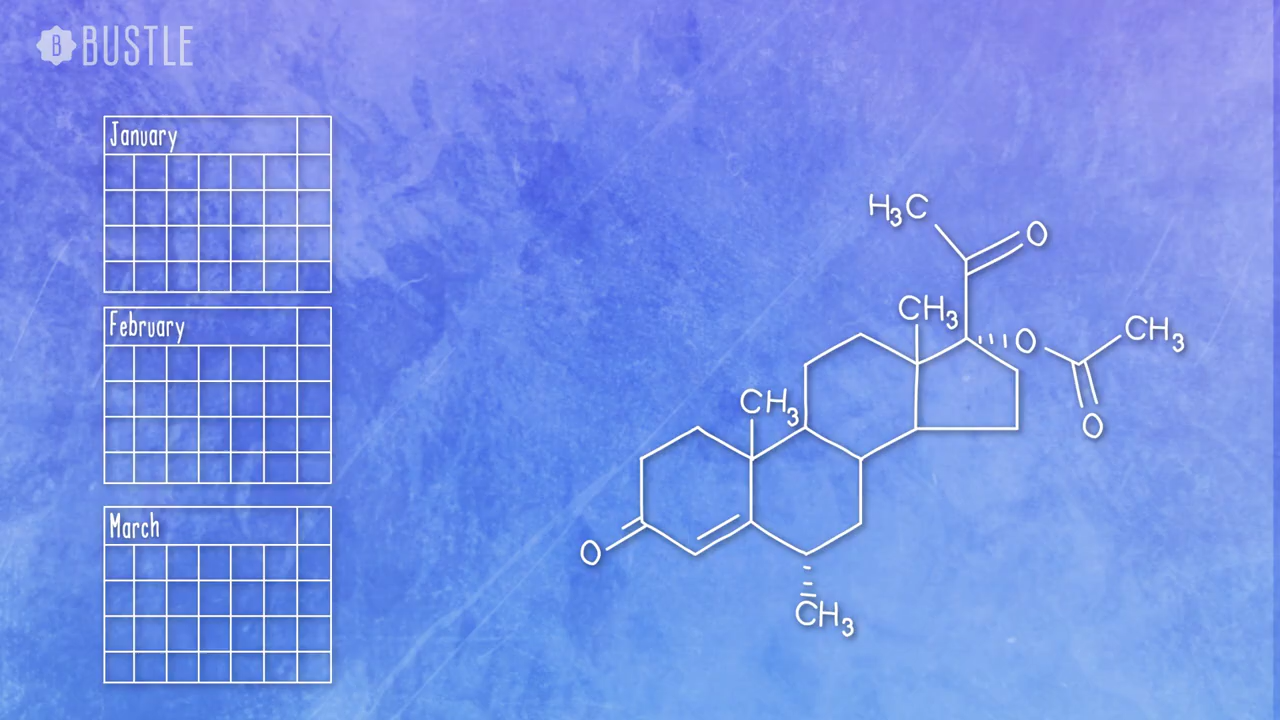 B BUSTLE
January
February
March
H3C
O
CH3
O
CH3
CH3
O
O
CH3